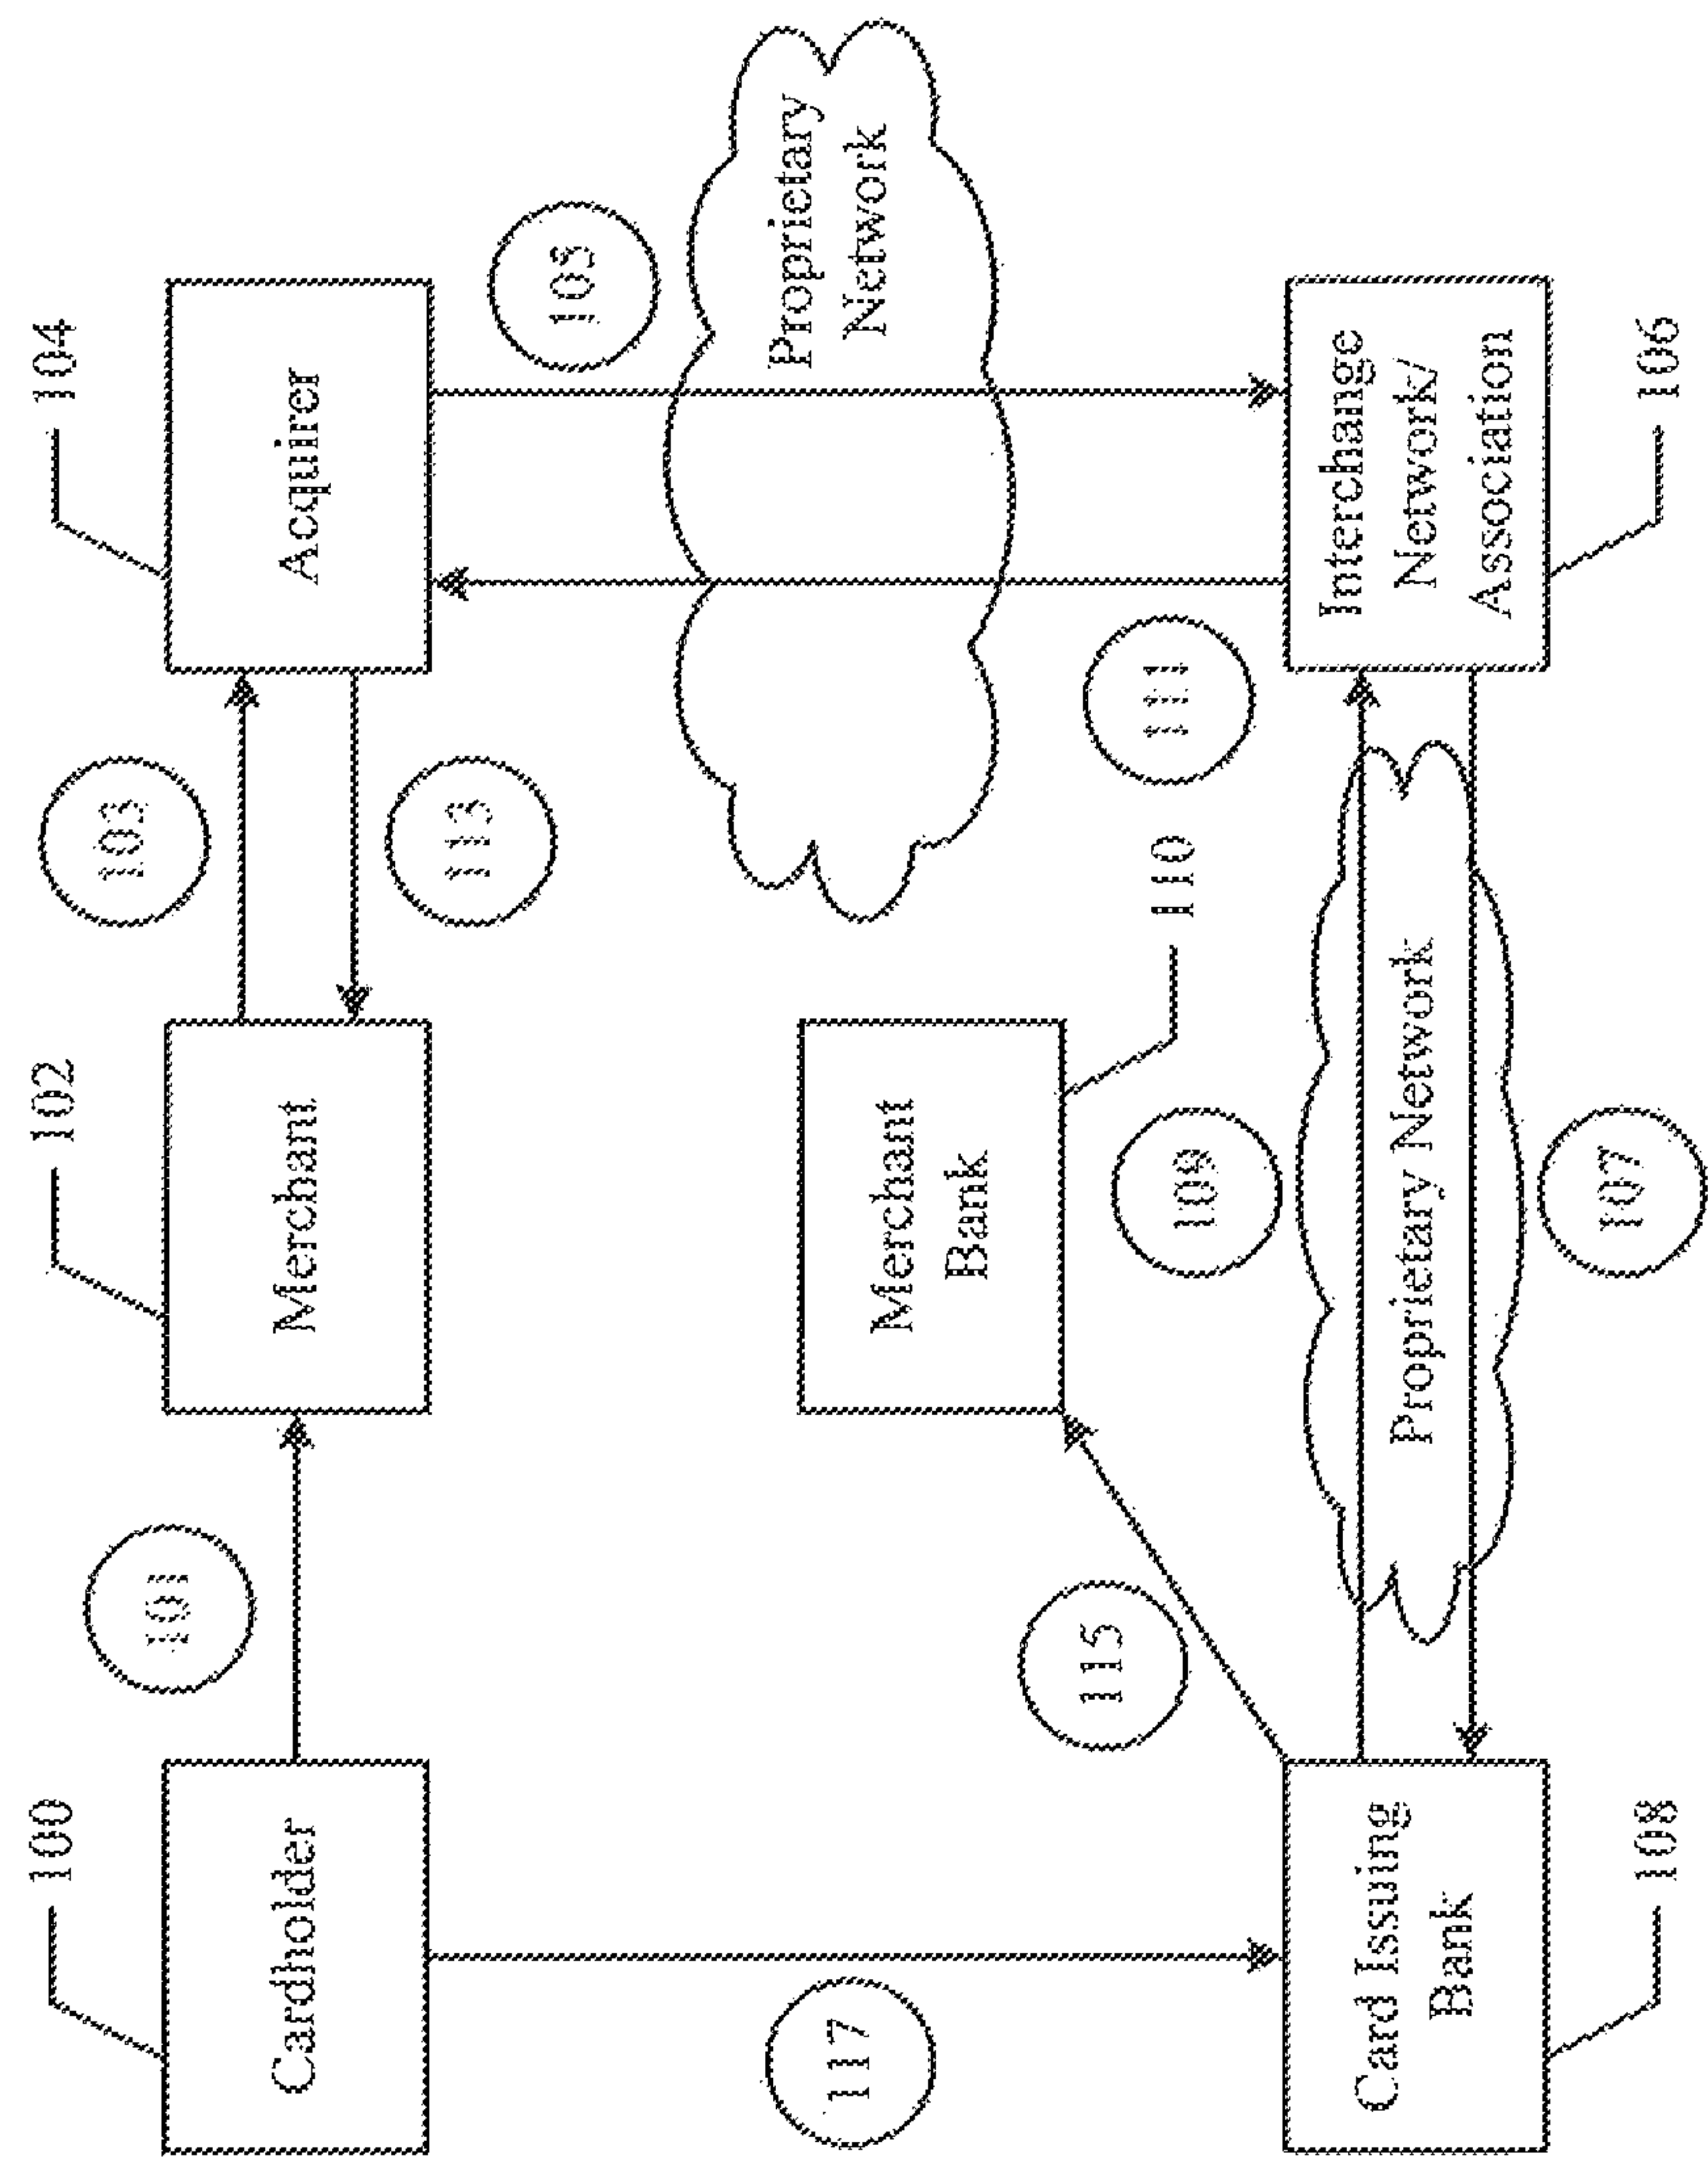 100
102
104
Cardholder
101
Merchant
103
113
Acquirer
105
117
Proprietary
Network
Merchant
Bank
110
115
109
111
Card Issuing
Bank
Proprietary Network
107
Interchange
Network/
Association
108
106